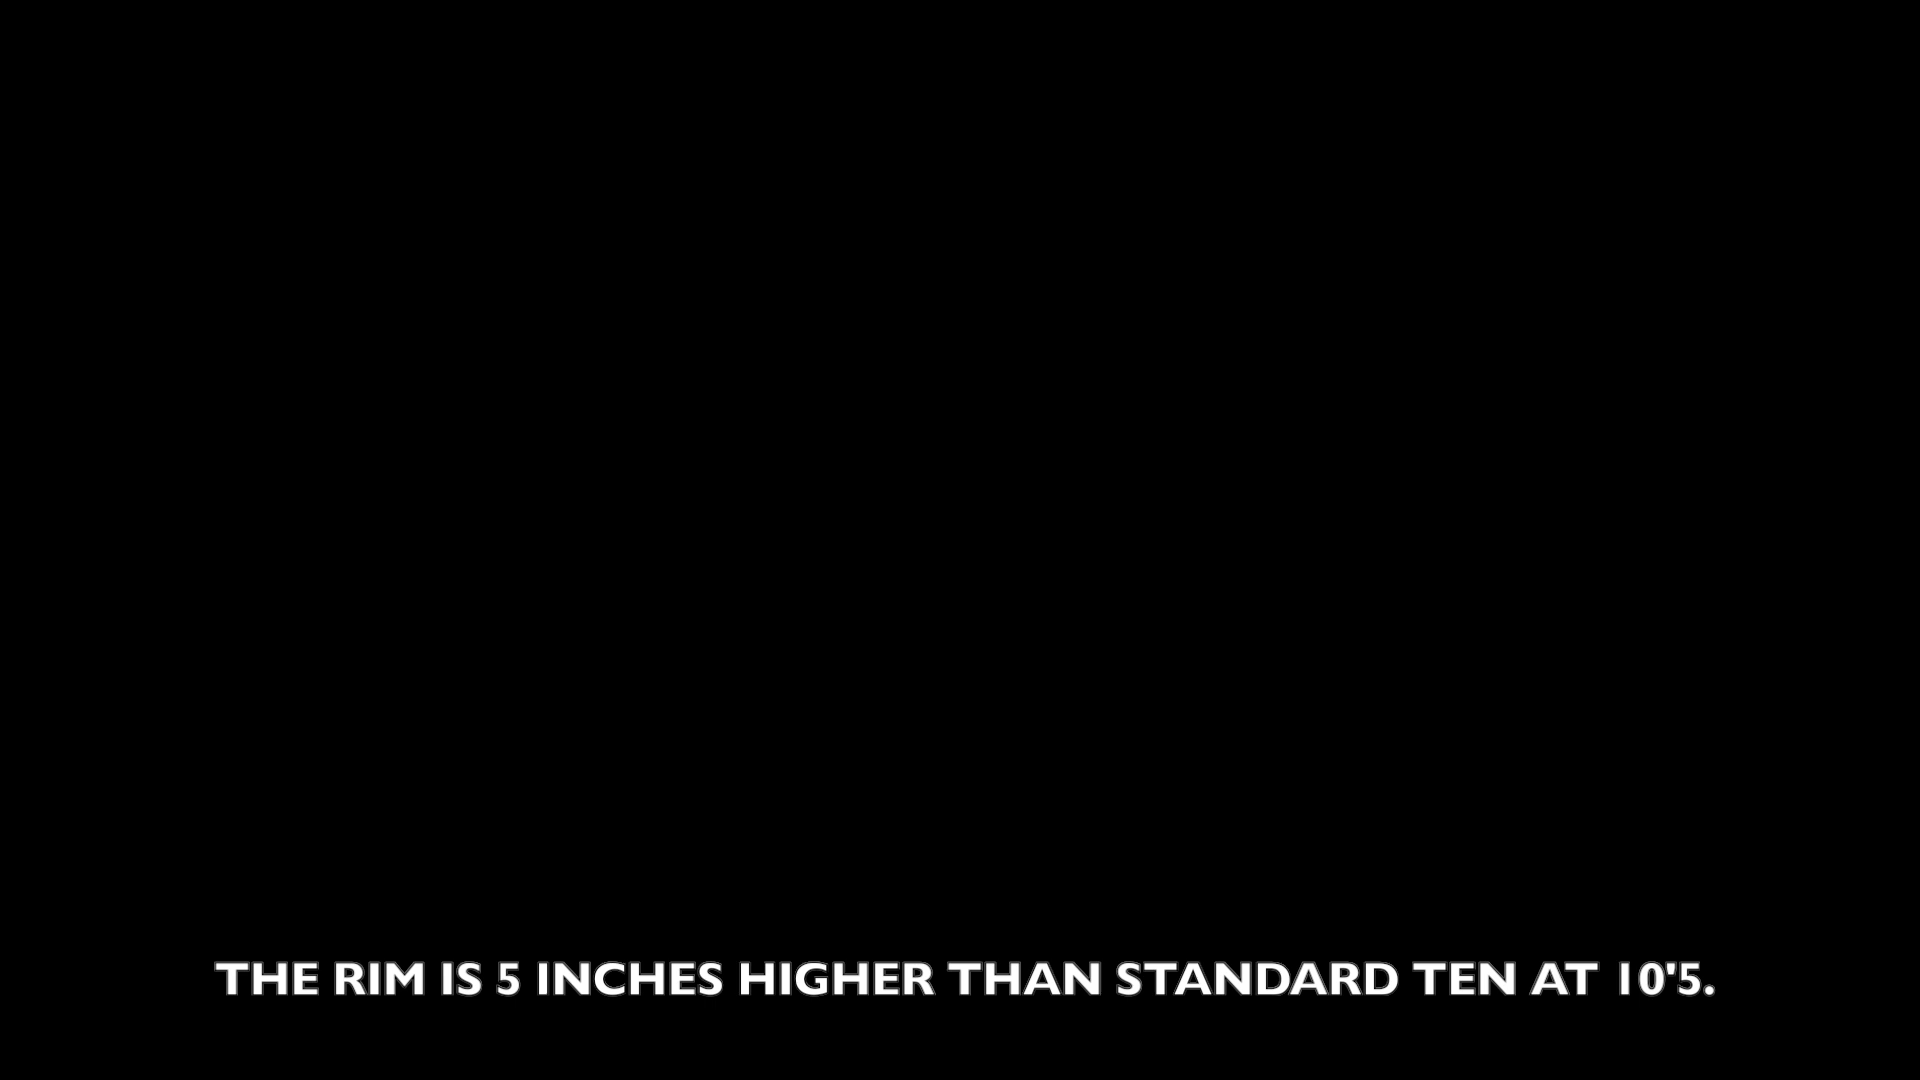 THE RIM IS 5 INCHES HIGHER THAN STANDARD TEN AT 10'5.